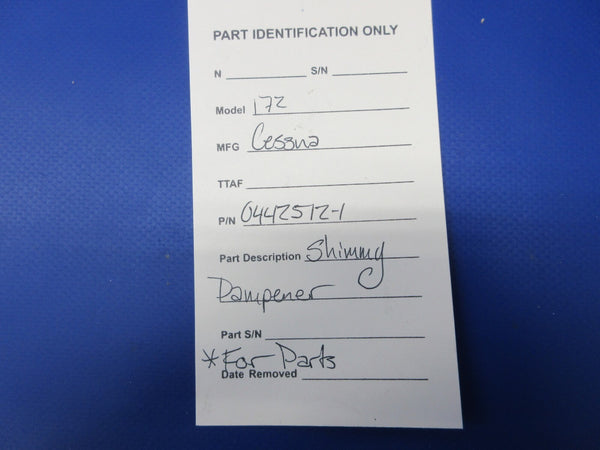 PART IDENTIFICATION ONLY
N S/N
Model 172
MFG Cessna
TTAF
P/N 0442512-1
Part Description Shimmy
Dampener
Part S/N
*For Parts
Date Removed